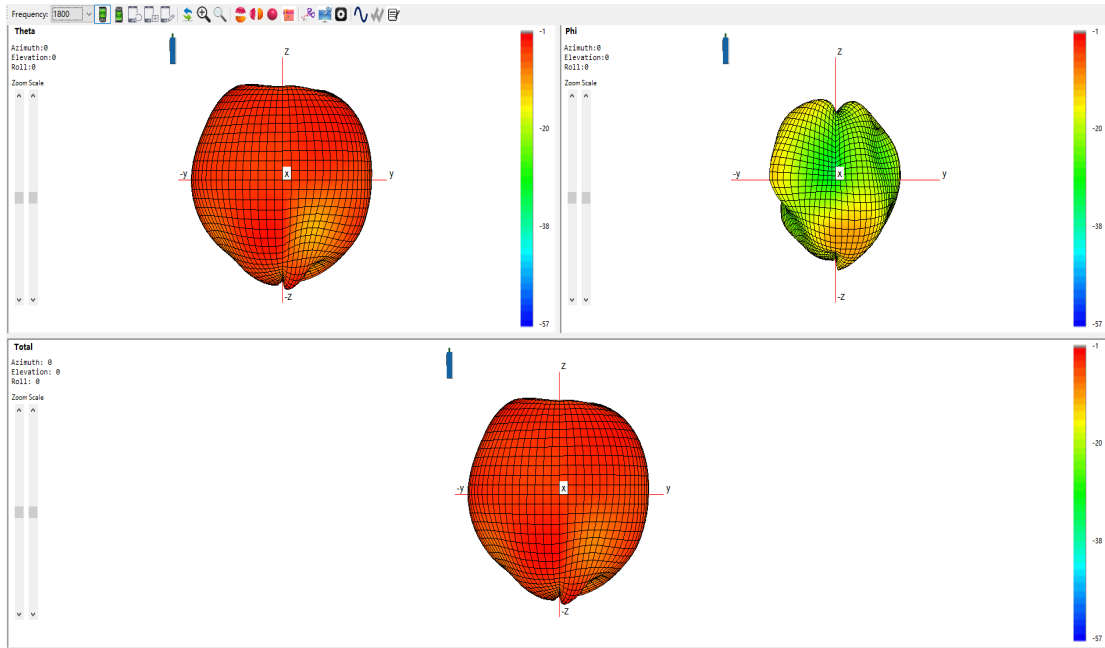 Frequency: 1800
Theta
Azimuth:0
Elevation:0
Roll:0
Zoom Scale
Z
-y
X
y
-Z
-1
-20
-38
-57
Phi
Azimuth:0
Elevation:0
Roll:0
Zoom Scale
Z
-y
X
y
-Z
-1
-20
-38
-57
Total
Azimuth: 0
Elevation: 0
Roll: 0
Zoom Scale
Z
-y
X
y
-Z
-1
-20
-38
-57